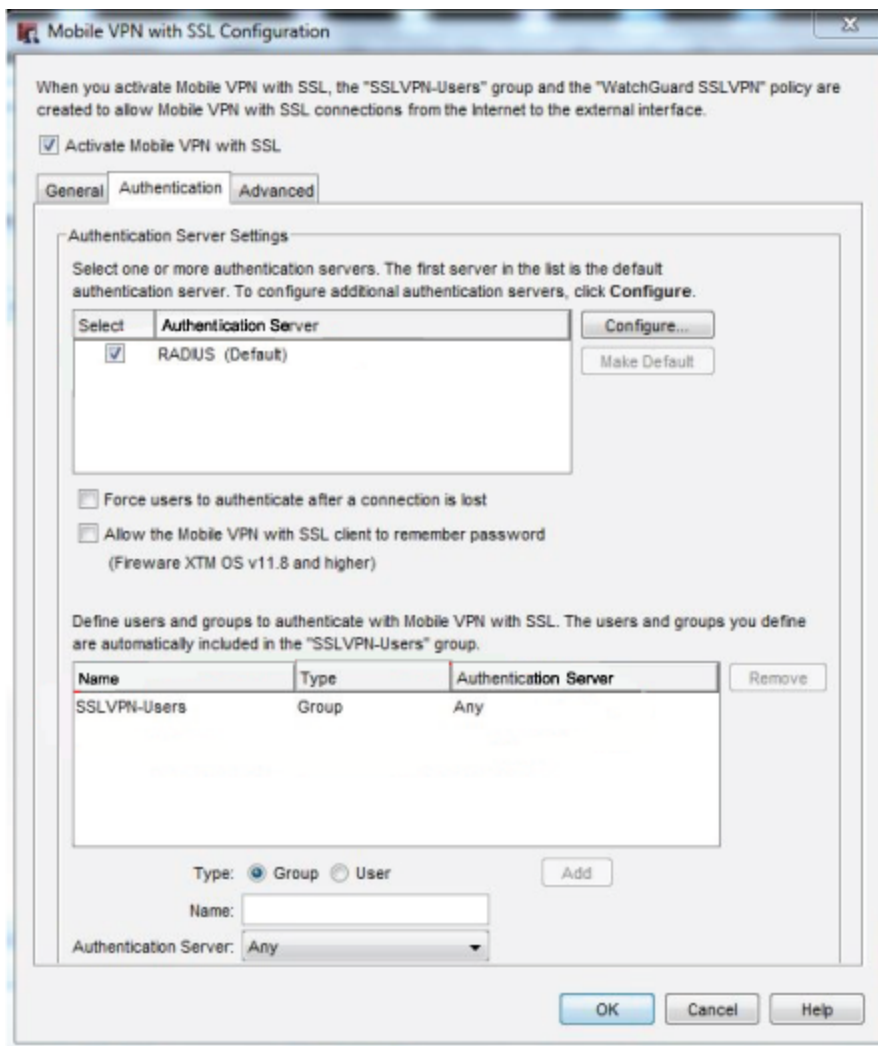 Mobile VPN with SSL Configuration
When you activate Mobile VPN with SSL, the "SSLVPN-Users" group and the "WatchGuard SSLVPN" policy are
created to allow Mobile VPN with SSL connections from the Internet to the external interface.
Activate Mobile VPN with SSL
General Authentication Advanced
Authentication Server Settings
Select one or more authentication servers. The first server in the list is the default
authentication server. To configure additional authentication servers, click Configure.
Select Authentication Server Configure...
RADIUS (Default) Make Default
Force users to authenticate after a connection is lost
Allow the Mobile VPN with SSL client to remember password
(Fireware XTM OS v11.8 and higher)
Define users and groups to authenticate with Mobile VPN with SSL. The users and groups you define
are automatically included in the "SSLVPN-Users" group.
Name Type Authentication Server Remove
SSLVPN-Users Group Any
Type: Group User Add
Name:
Authentication Server: Any
OK Cancel Help